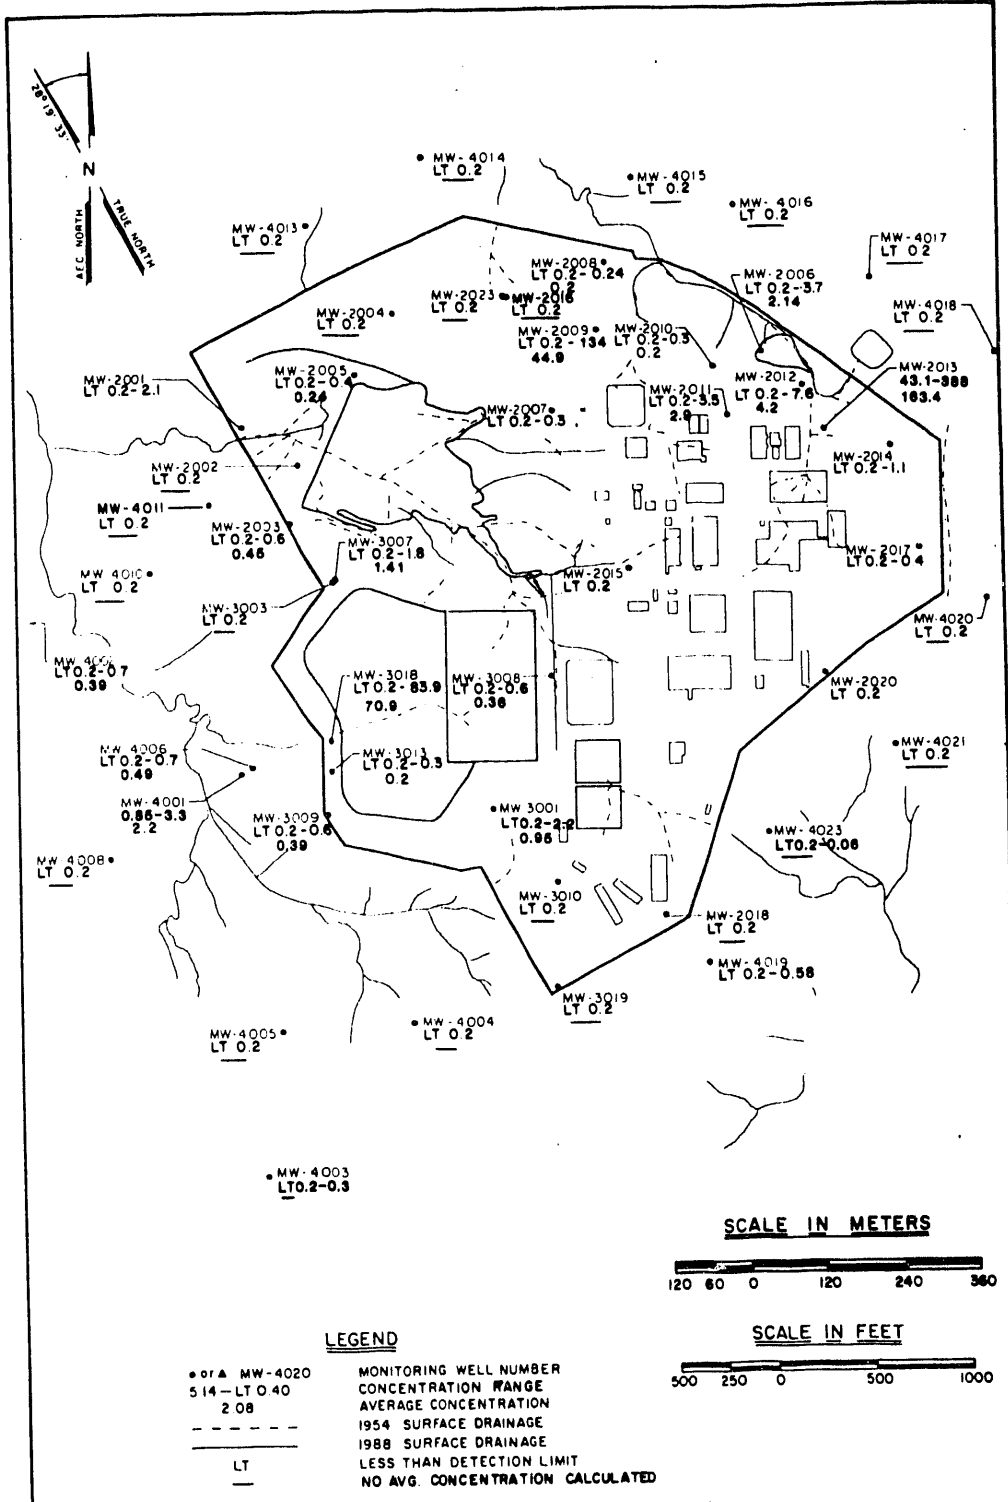 28° 19' 33"
N
AEC NORTH
TRUE NORTH
MW-4014
LT 0.2
MW-4015
LT 0.2
MW-4016
LT 0.2
MW-4013
LT 0.2
MW-4017
LT 0.2
MW-2008
LT 0.2-0.24
0.2
MW-2006
LT 0.2-3.7
2.14
MW-2023
LT 0.2
MW-2016
LT 0.2
MW-4018
LT 0.2
MW-2004
LT 0.2
MW-2009
LT 0.2-134
44.9
MW-2010
LT 0.2-0.3
0.2
MW-2013
43.1-388
163.4
MW-2001
LT 0.2-2.1
MW-2005
LT 0.2-0.4
0.24
MW-2012
LT 0.2-7.6
4.2
MW-2011
LT 0.2-3.5
MW-2007
LT 0.2-0.3
MW-2014
LT 0.2-1.1
MW-2002
LT 0.2
MW-4011
LT 0.2
MW-2003
LT 0.2-0.6
0.45
MW-3007
LT 0.2-1.8
1.41
MW-2017
LT 0.2-0.4
MW-4010
LT 0.2
MW-2015
LT 0.2
MW-3003
LT 0.2
MW-4020
LT 0.2
LT 0.2-0.7
0.39
MW-3018
LT 0.2-83.9
70.9
MW-3008
LT 0.2-0.6
0.36
MW-2020
LT 0.2
MW-4021
LT 0.2
MW-4006
LT 0.2-0.7
0.49
MW-3013
LT 0.2-0.3
0.2
MW-4001
0.85-3.3
2.2
MW-3009
LT 0.2-0.6
0.39
MW 3001
LT 0.2-2.2
0.95
MW-4023
LT 0.2-0.06
MW-4008
LT 0.2
MW-3010
LT 0.2
MW-2018
LT 0.2
MW-4019
LT 0.2-0.58
MW-3019
LT 0.2
MW-4005
LT 0.2
MW-4004
LT 0.2
MW-4003
LT 0.2-0.3
SCALE IN METERS
120 60 0 120 240 360
SCALE IN FEET
500 250 0 500 1000
LEGEND
• or ▲ MW-4020 MONITORING WELL NUMBER
5 14-LT 0.40 CONCENTRATION RANGE
2.08 AVERAGE CONCENTRATION
1954 SURFACE DRAINAGE
1988 SURFACE DRAINAGE
LT LESS THAN DETECTION LIMIT
NO AVG. CONCENTRATION CALCULATED